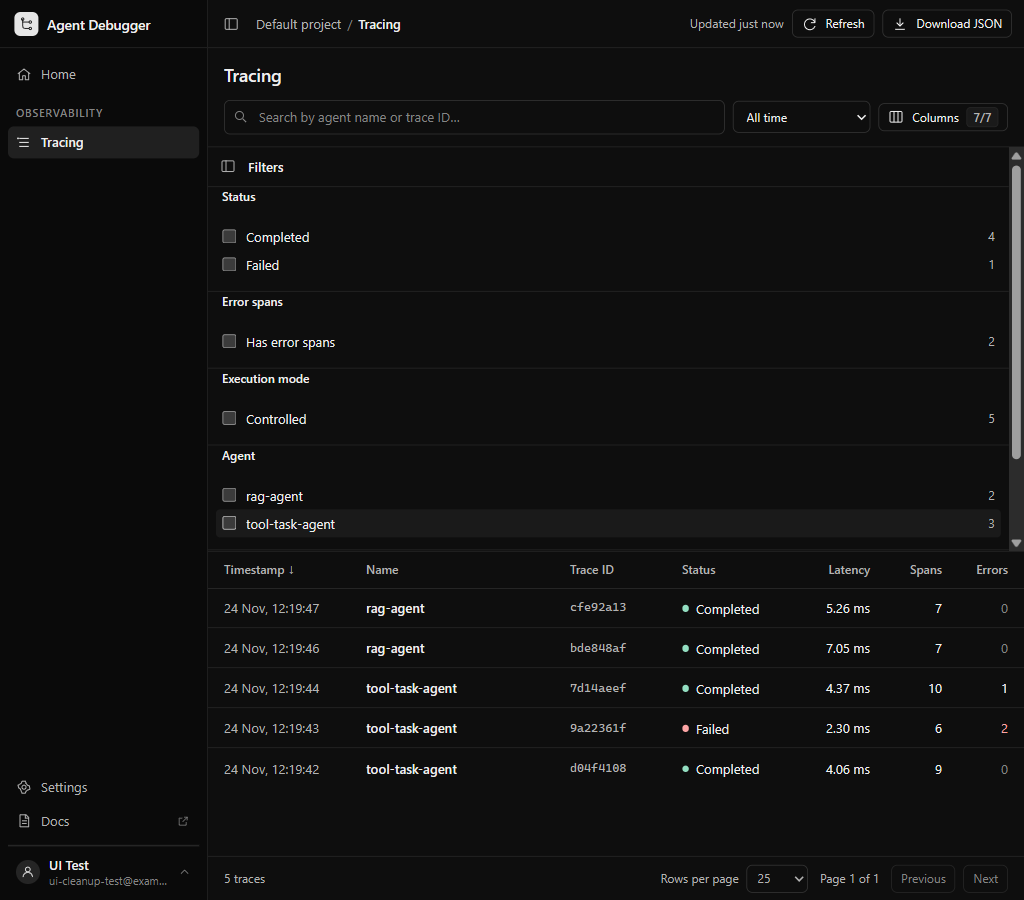 Agent Debugger
Default project / Tracing
Updated just now
Refresh
Download JSON
Home
OBSERVABILITY
Tracing
Settings
Docs
UI Test
ui-cleanup-test@exam...
Tracing
Search by agent name or trace ID...
All time
Columns 7/7
Filters
Status
Completed 4
Failed 1
Error spans
Has error spans 2
Execution mode
Controlled 5
Agent
rag-agent 2
tool-task-agent 3
Timestamp ↓ Name Trace ID Status Latency Spans Errors
24 Nov, 12:19:47 rag-agent cfe92a13 Completed 5.26 ms 7 0
24 Nov, 12:19:46 rag-agent bde848af Completed 7.05 ms 7 0
24 Nov, 12:19:44 tool-task-agent 7d14aeef Completed 4.37 ms 10 1
24 Nov, 12:19:43 tool-task-agent 9a22361f Failed 2.30 ms 6 2
24 Nov, 12:19:42 tool-task-agent d04f4108 Completed 4.06 ms 9 0
5 traces
Rows per page 25 Page 1 of 1 Previous Next